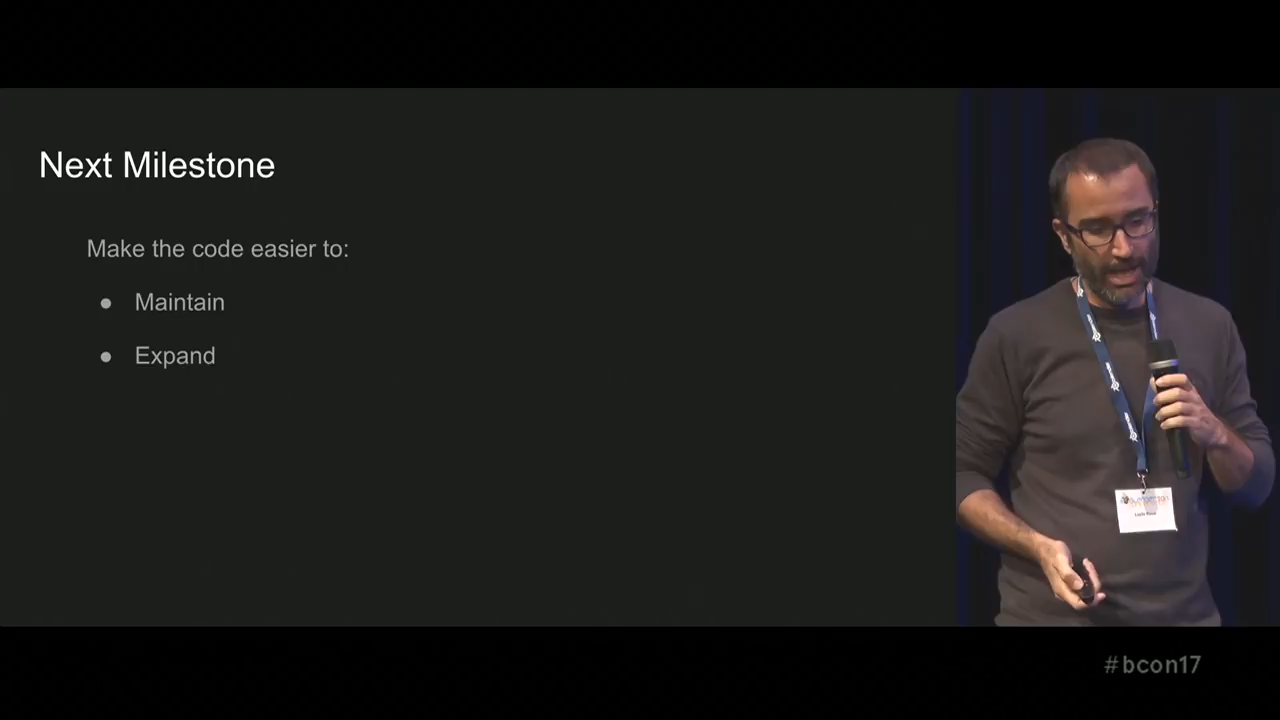 Next Milestone
Make the code easier to:
● Maintain
● Expand
#bcon17